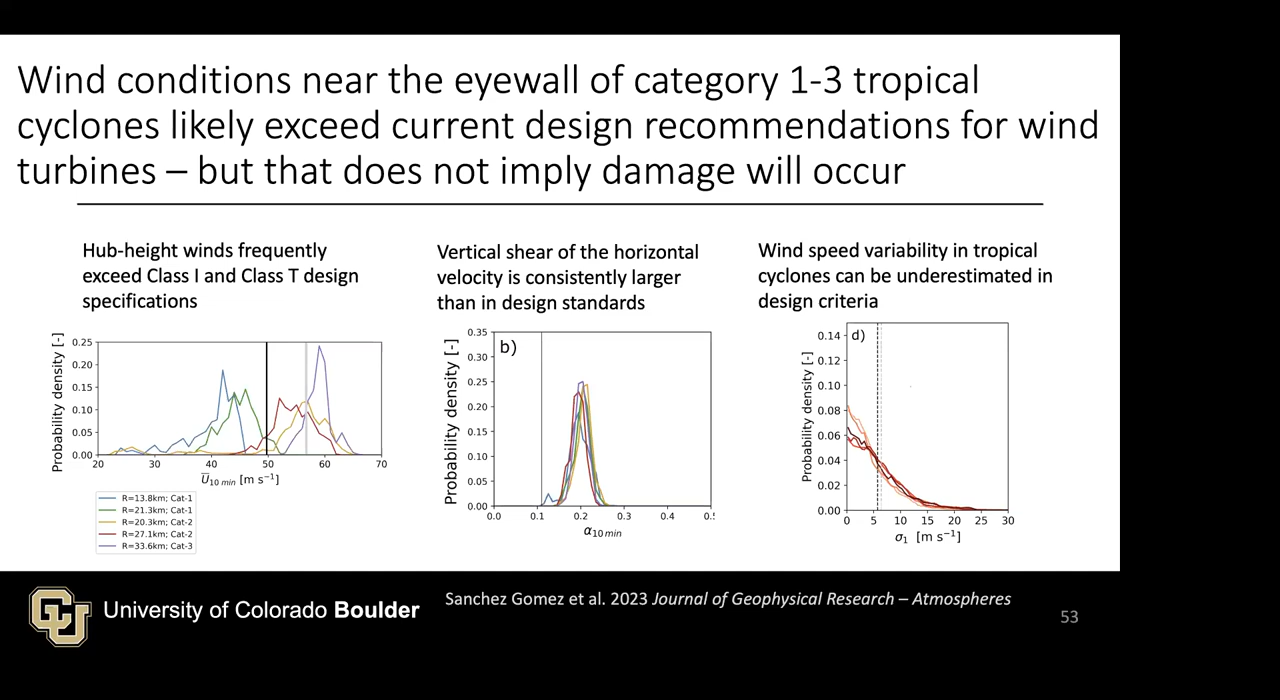 Wind conditions near the eyewall of category 1-3 tropical
cyclones likely exceed current design recommendations for wind
turbines – but that does not imply damage will occur
Hub-height winds frequently
exceed Class I and Class T design
specifications
Probability density [-]
0.25
0.20
0.15
0.10
0.05
0.00
20 30 40 50 60 70
U̅10 min [m s⁻¹]
R=13.8km; Cat-1
R=21.3km; Cat-1
R=20.3km; Cat-2
R=27.1km; Cat-2
R=33.6km; Cat-3
Vertical shear of the horizontal
velocity is consistently larger
than in design standards
b)
Probability density [-]
0.35
0.30
0.25
0.20
0.15
0.10
0.05
0.00
0.0 0.1 0.2 0.3 0.4
α10 min
Wind speed variability in tropical
cyclones can be underestimated in
design criteria
d)
Probability density [-]
0.14
0.12
0.10
0.08
0.06
0.04
0.02
0.00
0 5 10 15 20 25 30
σ1 [m s⁻¹]
CU
University of Colorado Boulder
Sanchez Gomez et al. 2023 Journal of Geophysical Research – Atmospheres
53